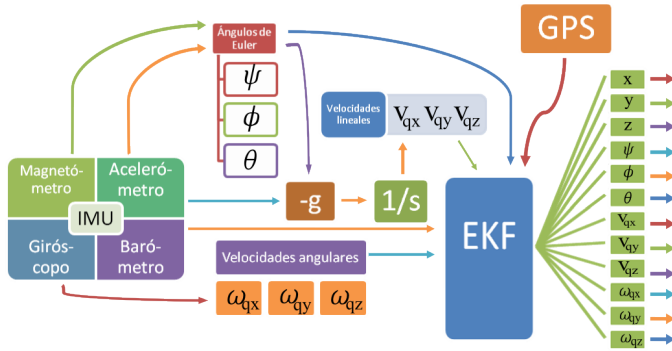 Ángulos de
Euler
GPS
ψ
ϕ
θ
Velocidades
lineales
Vqx Vqy Vqz
Magnetó-
metro
Aceleró-
metro
IMU
Girós-
copo
Baró-
metro
-g
1/s
EKF
Velocidades angulares
ωqx
ωqy
ωqz
x
y
z
ψ
ϕ
θ
Vqx
Vqy
Vqz
ωqx
ωqy
ωqz